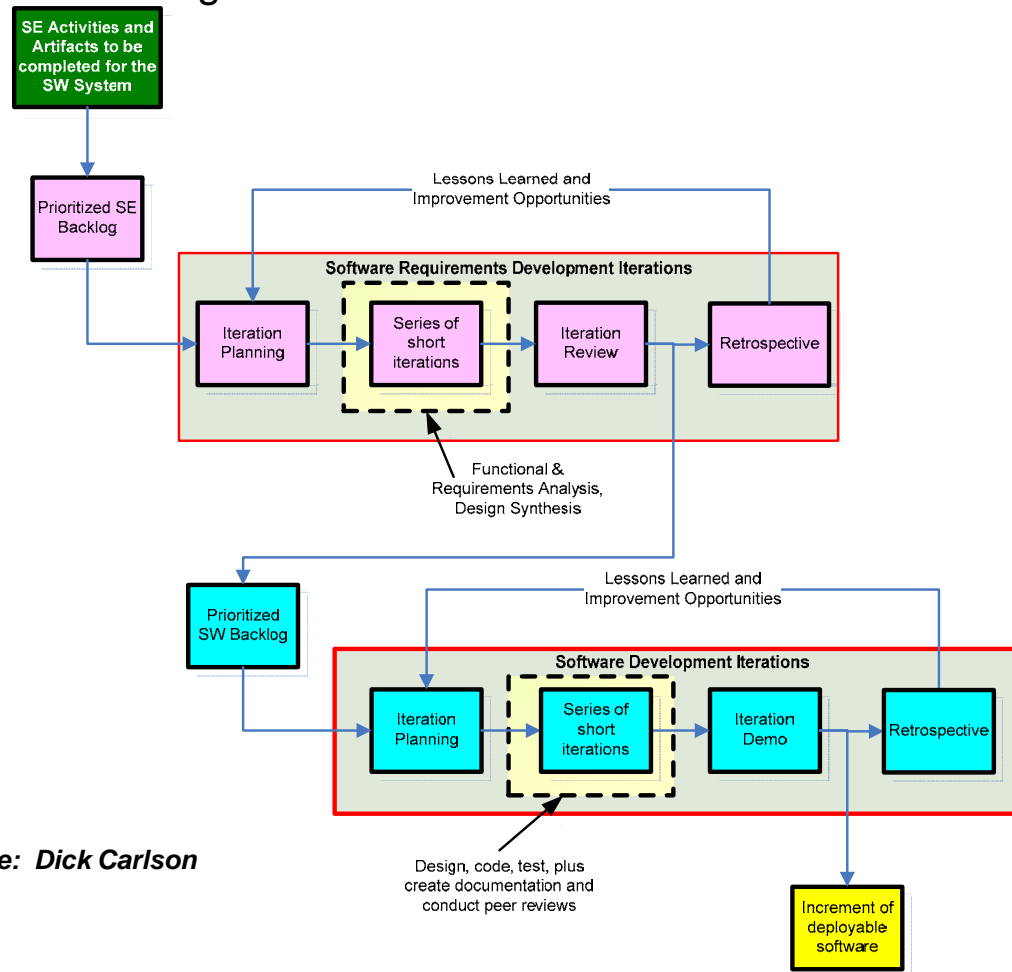 SE Activities and
Artifacts to be
completed for the
SW System
Prioritized SE
Backlog
Lessons Learned and
Improvement Opportunities
Software Requirements Development Iterations
Iteration
Planning
Series of
short
iterations
Iteration
Review
Retrospective
Functional &
Requirements Analysis,
Design Synthesis
Prioritized
SW Backlog
Lessons Learned and
Improvement Opportunities
Software Development Iterations
Iteration
Planning
Series of
short
iterations
Iteration
Demo
Retrospective
Design, code, test, plus
create documentation and
conduct peer reviews
Increment of
deployable
software
e: Dick Carlson